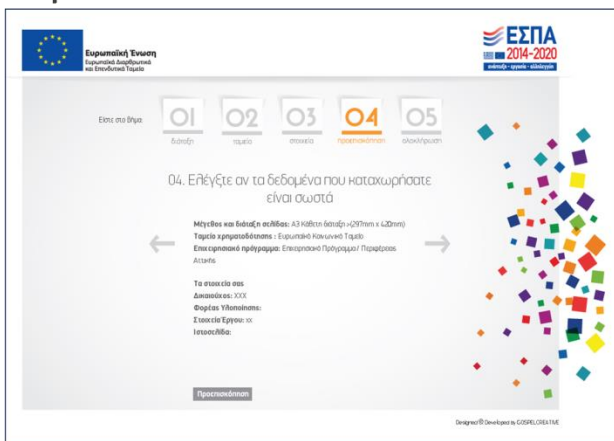 Ευρωπαϊκή Ένωση
Ευρωπαϊκά Διαρθρωτικά
και Επενδυτικά Ταμεία
ΕΣΠΑ
2014-2020
ανάπτυξη - εργασία - αλληλεγγύη
Είστε στο βήμα:
01
02
03
04
05
διάταξη
ταμείο
στοιχεία
προεπισκόπηση
ολοκλήρωση
04. Ελέγξτε αν τα δεδομένα που καταχωρήσατε
είναι σωστά
Μέγεθος και διάταξη σελίδας: Α3 Κάθετη διάταξη >(297mm x 420mm)
Ταμείο χρηματοδότησης : Ευρωπαϊκό Κοινωνικό Ταμείο
Επιχειρησιακό πρόγραμμα: Επιχειρησιακό Πρόγραμμα/ Περιφέρειας
Αττικής
Τα στοιχεία σας
Δικαιούχος: XXX
Φορέας Υλοποίησης:
Στοιχεία Έργου: xx
Ιστοσελίδα:
Προεπισκόπηση
Designed & Developed by GOSPELCREATIVE